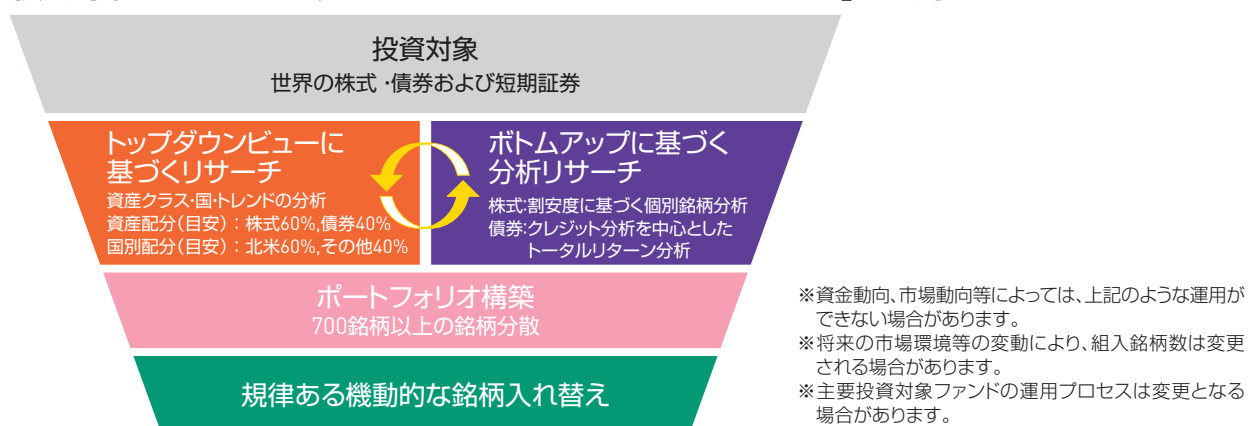 投資対象
世界の株式・債券および短期証券
トップダウンビューに
基づくリサーチ
資産クラス・国・トレンドの分析
資産配分(目安):株式60%,債券40%
国別配分(目安):北米60%,その他40%
ボトムアップに基づく
分析リサーチ
株式:割安度に基づく個別銘柄分析
債券:クレジット分析を中心とした
トータルリターン分析
ポートフォリオ構築
700銘柄以上の銘柄分散
規律ある機動的な銘柄入れ替え
※資金動向、市場動向等によっては、上記のような運用が
できない場合があります。
※将来の市場環境等の変動により、組入銘柄数は変更
される場合があります。
※主要投資対象ファンドの運用プロセスは変更となる
場合があります。